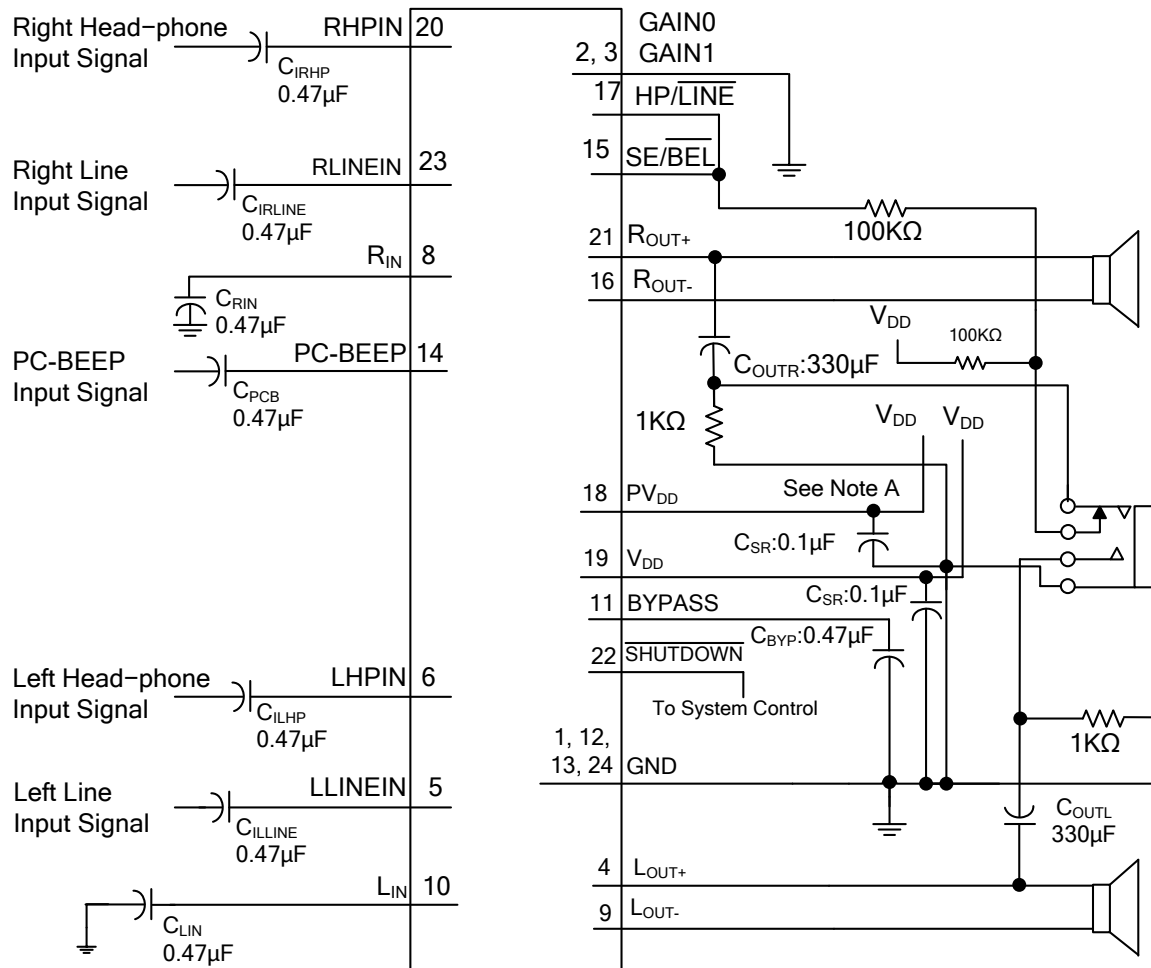 Right Head−phone
Input Signal
RHPIN 20
C_IRHP
0.47µF
Right Line
Input Signal
RLINEIN 23
C_IRLINE
0.47µF
R_IN 8
C_RIN
0.47µF
PC-BEEP
Input Signal
PC-BEEP 14
C_PCB
0.47µF
Left Head−phone
Input Signal
LHPIN 6
C_ILHP
0.47µF
Left Line
Input Signal
LLINEIN 5
C_ILLINE
0.47µF
L_IN 10
C_LIN
0.47µF
GAIN0
2, 3 GAIN1
17 HP/LINE
15 SE/BEL
100KΩ
21 R_OUT+
16 R_OUT-
V_DD
100KΩ
C_OUTR:330µF
1KΩ
V_DD V_DD
18 PV_DD
See Note A
C_SR:0.1µF
19 V_DD
C_SR:0.1µF
11 BYPASS
C_BYP:0.47µF
22 SHUTDOWN
To System Control
1KΩ
1, 12,
13, 24 GND
C_OUTL
330µF
4 L_OUT+
9 L_OUT-